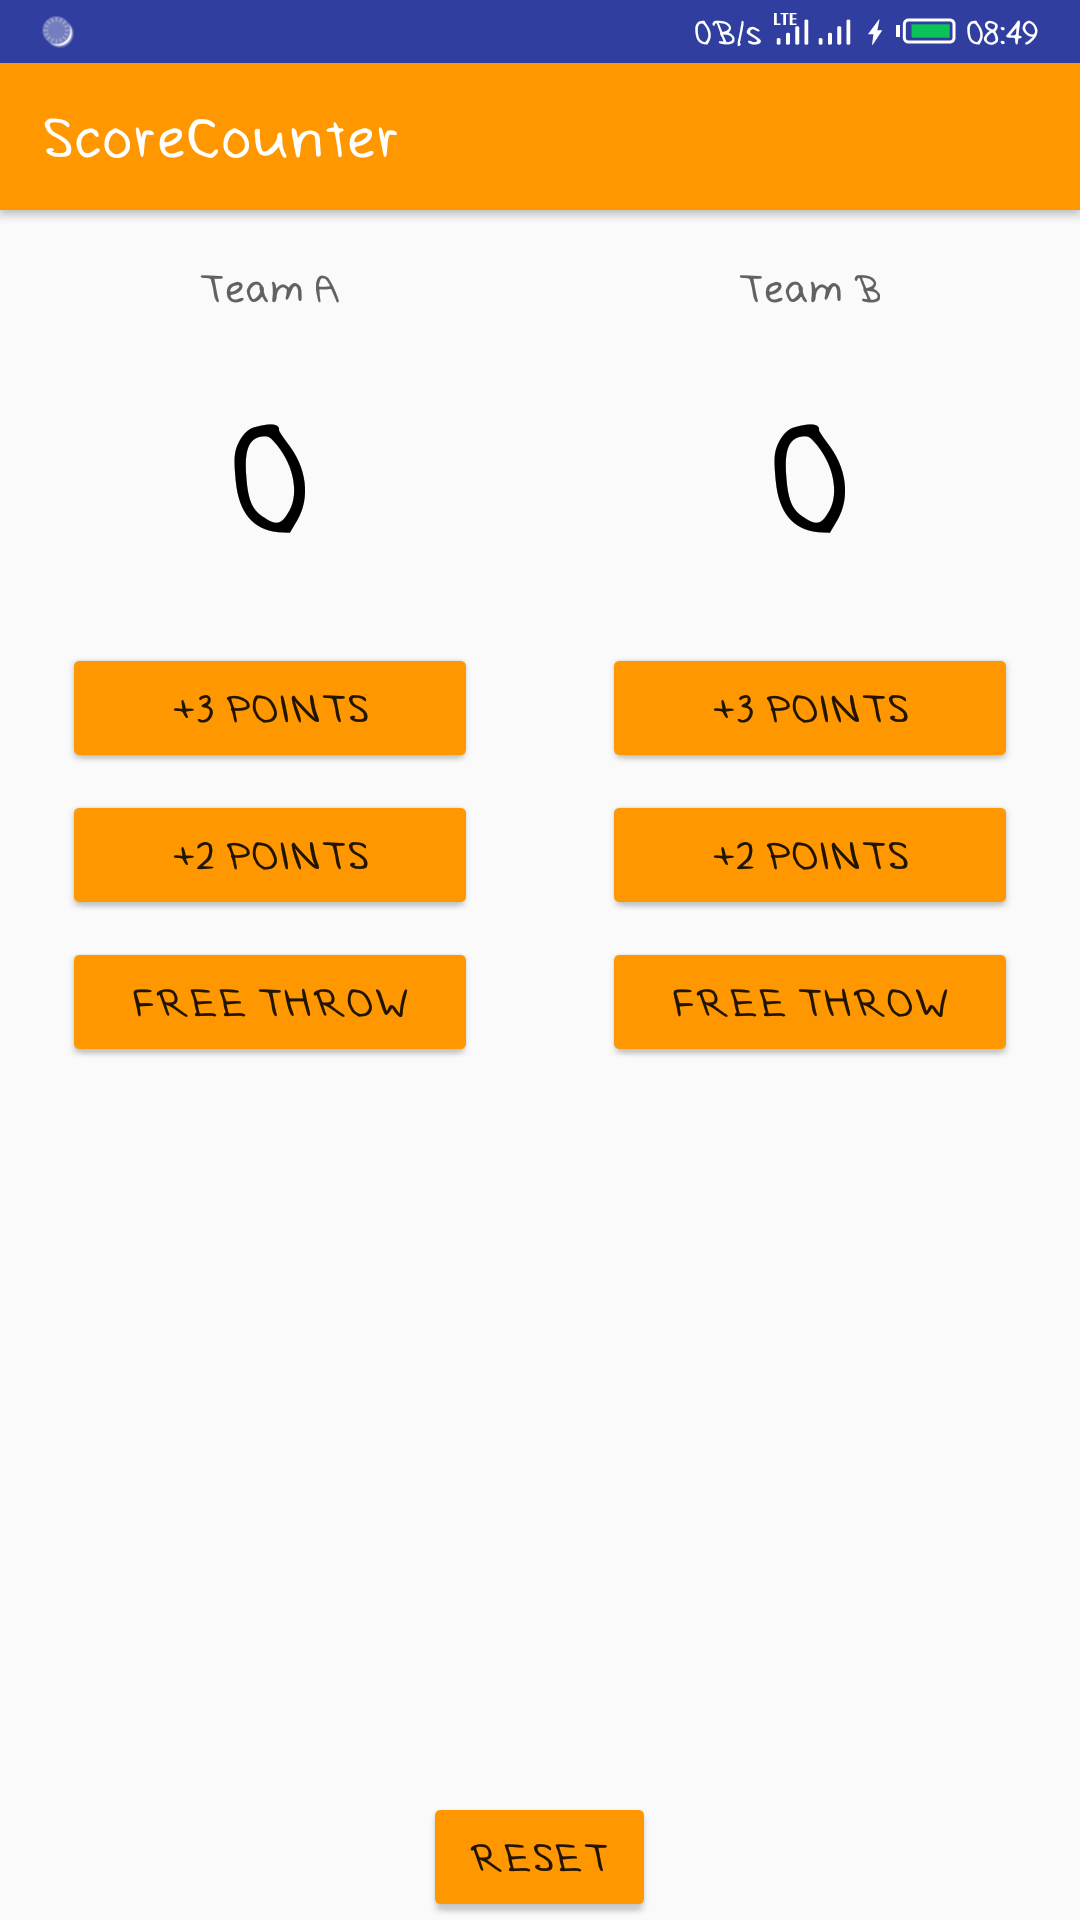 0B/s LTE 08:49
ScoreCounter
Team A Team B
0 0
+3 POINTS +3 POINTS
+2 POINTS +2 POINTS
FREE THROW FREE THROW
RESET